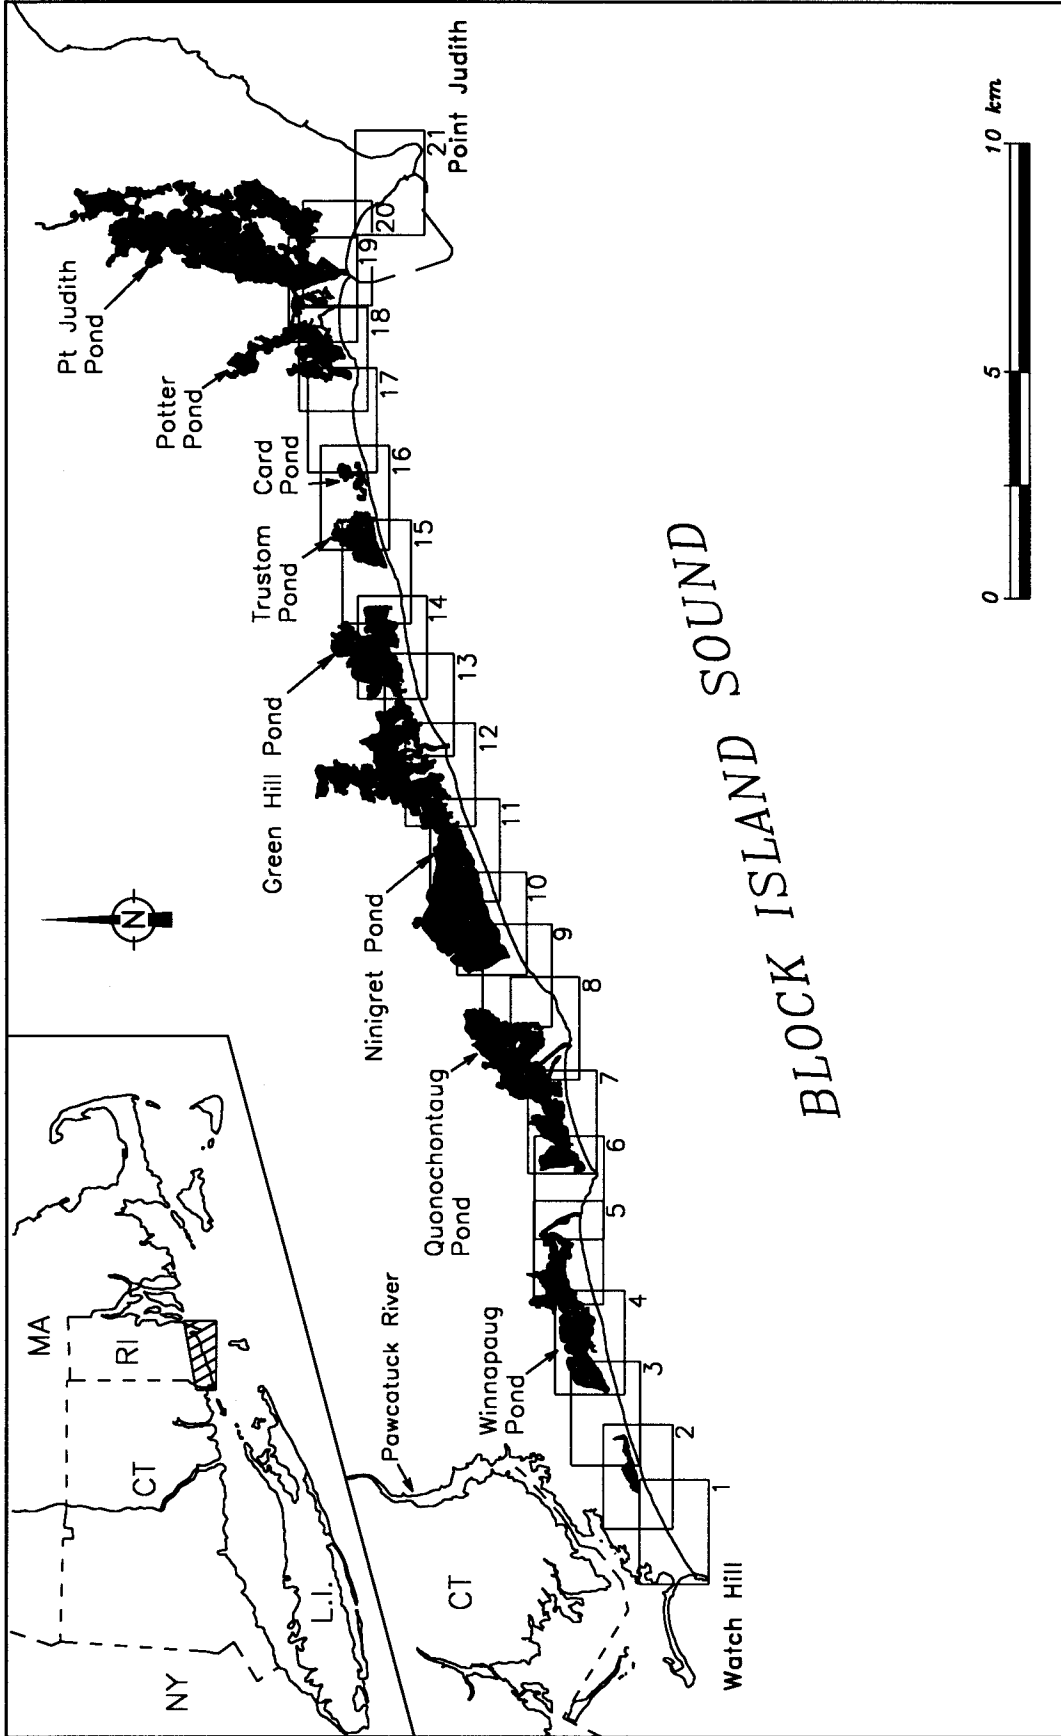 MA
RI
CT
NY
L.I.
N
Pt Judith
Pond
Potter
Pond
Card
Pond
Trustom
Pond
Green Hill Pond
Ninigret Pond
Quonochontaug
Pond
Winnapaug
Pond
Pawcatuck River
CT
Watch Hill
Point Judith
1
2
3
4
5
6
7
8
9
10
11
12
13
14
15
16
17
18
19
20
21
BLOCK ISLAND SOUND
0
5
10 km